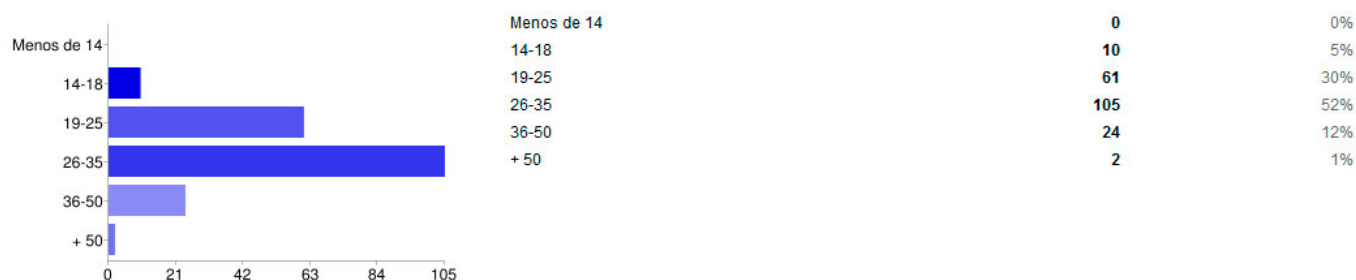 Menos de 14
14-18
19-25
26-35
36-50
+ 50
0 21 42 63 84 105
Menos de 14 0 0%
14-18 10 5%
19-25 61 30%
26-35 105 52%
36-50 24 12%
+ 50 2 1%